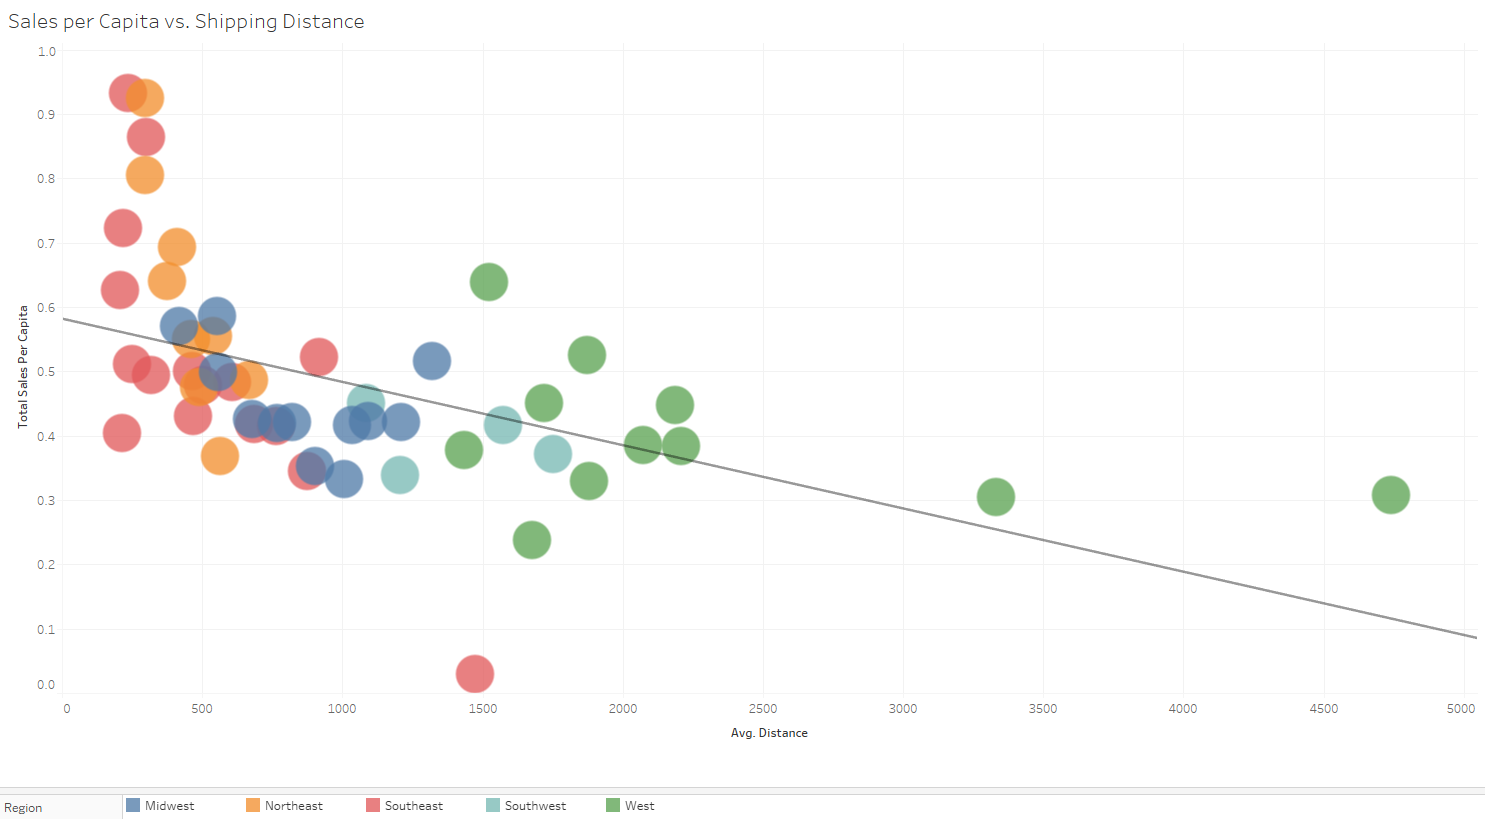 Sales per Capita vs. Shipping Distance
1.0
0.9
0.8
0.7
0.6
0.5
0.4
0.3
0.2
0.1
0.0
Total Sales Per Capita
0 500 1000 1500 2000 2500 3000 3500 4000 4500 5000
Avg. Distance
Region Midwest Northeast Southeast Southwest West